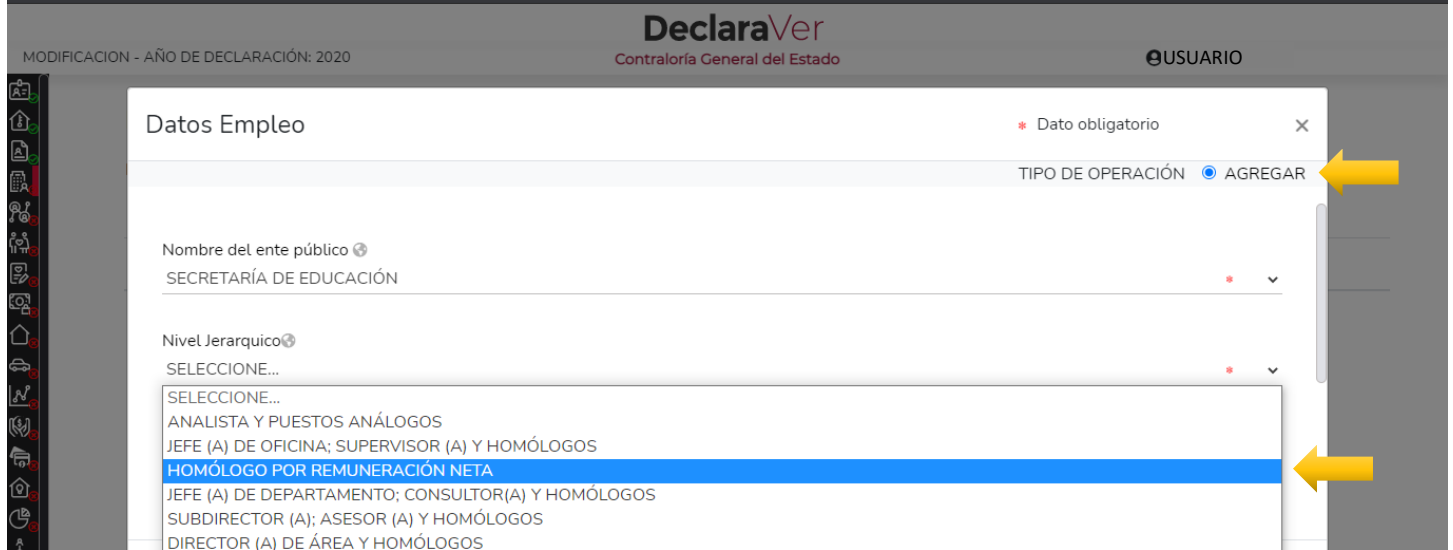 DeclaraVer
MODIFICACION - AÑO DE DECLARACIÓN: 2020
Contraloría General del Estado
USUARIO
Datos Empleo
* Dato obligatorio
×
TIPO DE OPERACIÓN AGREGAR
Nombre del ente público
SECRETARÍA DE EDUCACIÓN *
Nivel Jerarquico
SELECCIONE... *
SELECCIONE...
ANALISTA Y PUESTOS ANÁLOGOS
JEFE (A) DE OFICINA; SUPERVISOR (A) Y HOMÓLOGOS
HOMÓLOGO POR REMUNERACIÓN NETA
JEFE (A) DE DEPARTAMENTO; CONSULTOR(A) Y HOMÓLOGOS
SUBDIRECTOR (A); ASESOR (A) Y HOMÓLOGOS
DIRECTOR (A) DE ÁREA Y HOMÓLOGOS